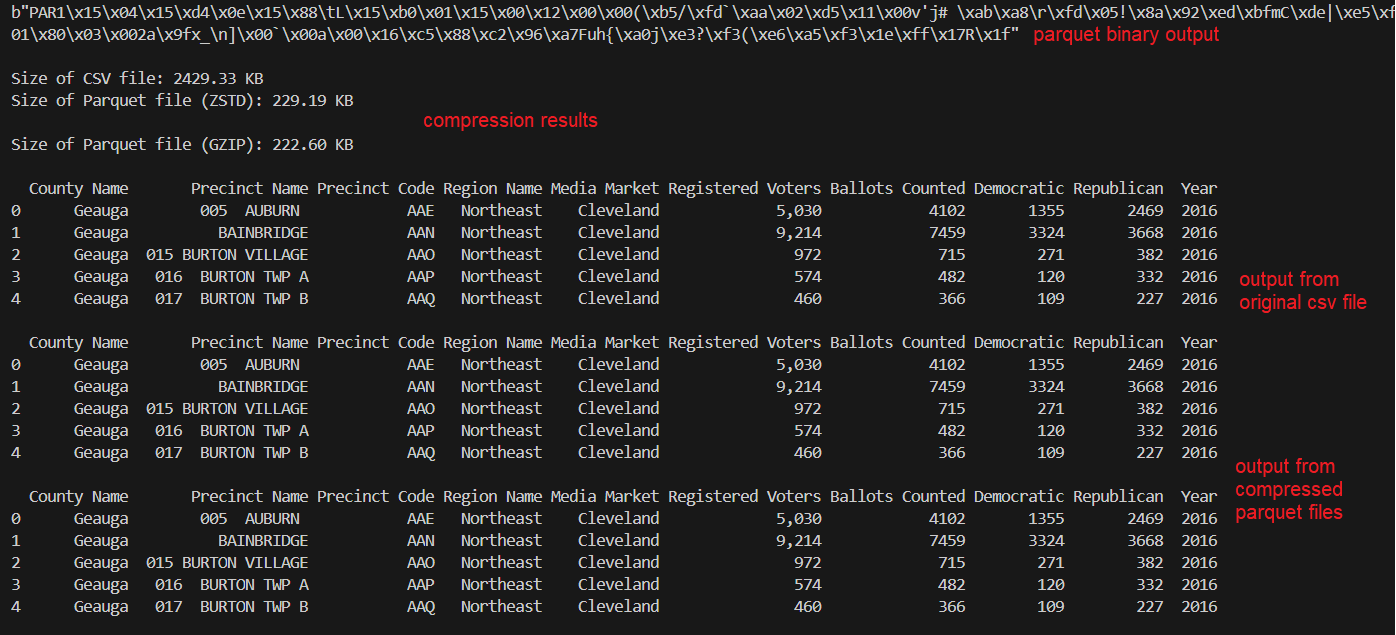 b"PAR1\x15\x04\x15\xd4\x0e\x15\x88\tL\x15\xb0\x01\x15\x00\x12\x00\x00(\xb5/\xfd`\xaa\x02\xd5\x11\x00v'j# \xab\xa8\r\xfd\x05!\x8a\x92\xed\xbfmC\xde|\xe5\xf
01\x80\x03\x002a\x9fx_\n]\x00`\x00a\x00\x16\xc5\x88\xc2\x96\xa7Fuh{\xa0j\xe3?\xf3(\xe6\xa5\xf3\x1e\xff\x17R\x1f" parquet binary output
Size of CSV file: 2429.33 KB
Size of Parquet file (ZSTD): 229.19 KB
compression results
Size of Parquet file (GZIP): 222.60 KB
County Name Precinct Name Precinct Code Region Name Media Market Registered Voters Ballots Counted Democratic Republican Year
0 Geauga 005 AUBURN AAE Northeast Cleveland 5,030 4102 1355 2469 2016
1 Geauga BAINBRIDGE AAN Northeast Cleveland 9,214 7459 3324 3668 2016
2 Geauga 015 BURTON VILLAGE AAO Northeast Cleveland 972 715 271 382 2016
3 Geauga 016 BURTON TWP A AAP Northeast Cleveland 574 482 120 332 2016
4 Geauga 017 BURTON TWP B AAQ Northeast Cleveland 460 366 109 227 2016
output from
original csv file
County Name Precinct Name Precinct Code Region Name Media Market Registered Voters Ballots Counted Democratic Republican Year
0 Geauga 005 AUBURN AAE Northeast Cleveland 5,030 4102 1355 2469 2016
1 Geauga BAINBRIDGE AAN Northeast Cleveland 9,214 7459 3324 3668 2016
2 Geauga 015 BURTON VILLAGE AAO Northeast Cleveland 972 715 271 382 2016
3 Geauga 016 BURTON TWP A AAP Northeast Cleveland 574 482 120 332 2016
4 Geauga 017 BURTON TWP B AAQ Northeast Cleveland 460 366 109 227 2016
output from
compressed
parquet files
County Name Precinct Name Precinct Code Region Name Media Market Registered Voters Ballots Counted Democratic Republican Year
0 Geauga 005 AUBURN AAE Northeast Cleveland 5,030 4102 1355 2469 2016
1 Geauga BAINBRIDGE AAN Northeast Cleveland 9,214 7459 3324 3668 2016
2 Geauga 015 BURTON VILLAGE AAO Northeast Cleveland 972 715 271 382 2016
3 Geauga 016 BURTON TWP A AAP Northeast Cleveland 574 482 120 332 2016
4 Geauga 017 BURTON TWP B AAQ Northeast Cleveland 460 366 109 227 2016